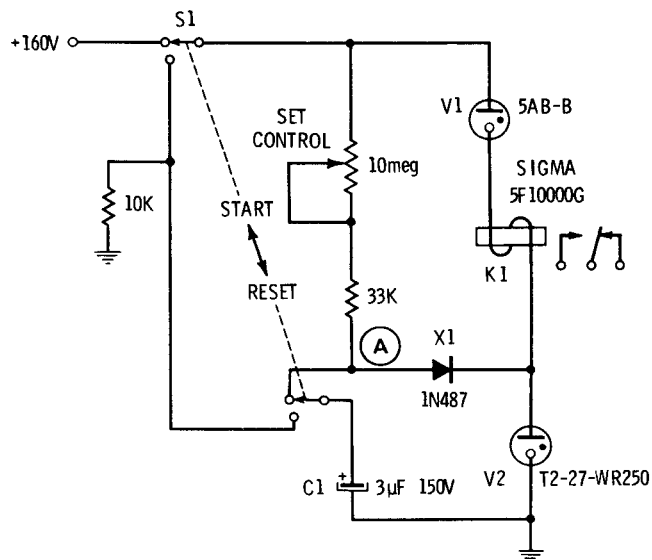 S1
+160V
V1
5AB-B
SET
CONTROL
10meg
SIGMA
5F10000G
10K
START
RESET
K1
33K
A
X1
1N487
V2
T2-27-WR250
C1
+
3µF 150V